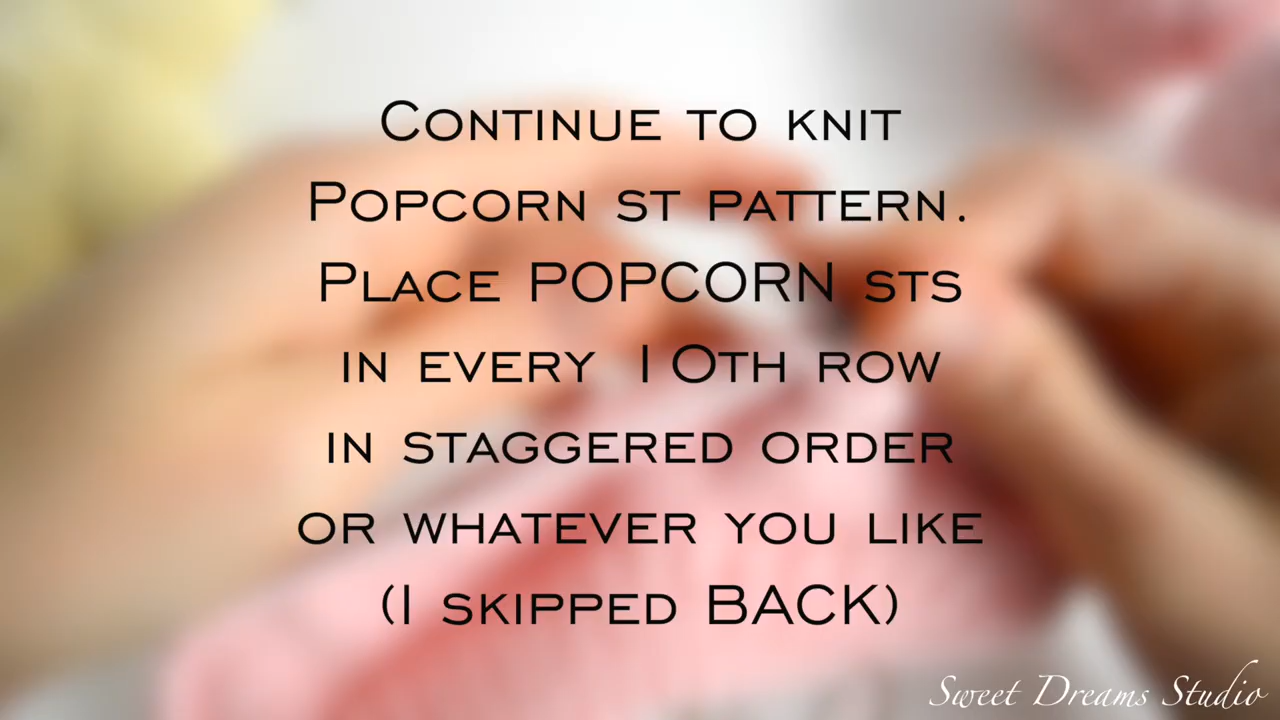 Continue to knit
Popcorn st pattern.
Place POPCORN sts
in every 10th row
in staggered order
or whatever you like
(I skipped BACK)
Sweet Dreams Studio